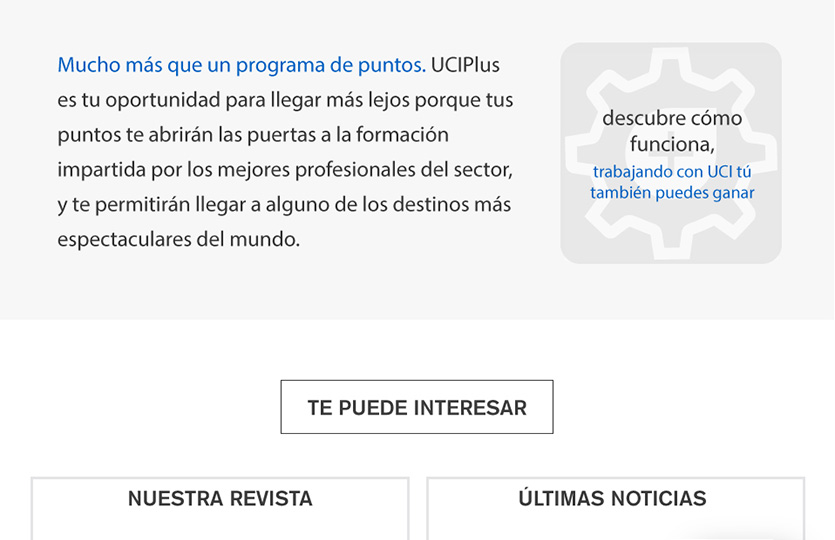 Mucho más que un programa de puntos. UCIPlus
es tu oportunidad para llegar más lejos porque tus
puntos te abrirán las puertas a la formación
impartida por los mejores profesionales del sector,
y te permitirán llegar a alguno de los destinos más
espectaculares del mundo.
descubre cómo
funciona,
trabajando con UCI tú
también puedes ganar
TE PUEDE INTERESAR
NUESTRA REVISTA
ÚLTIMAS NOTICIAS